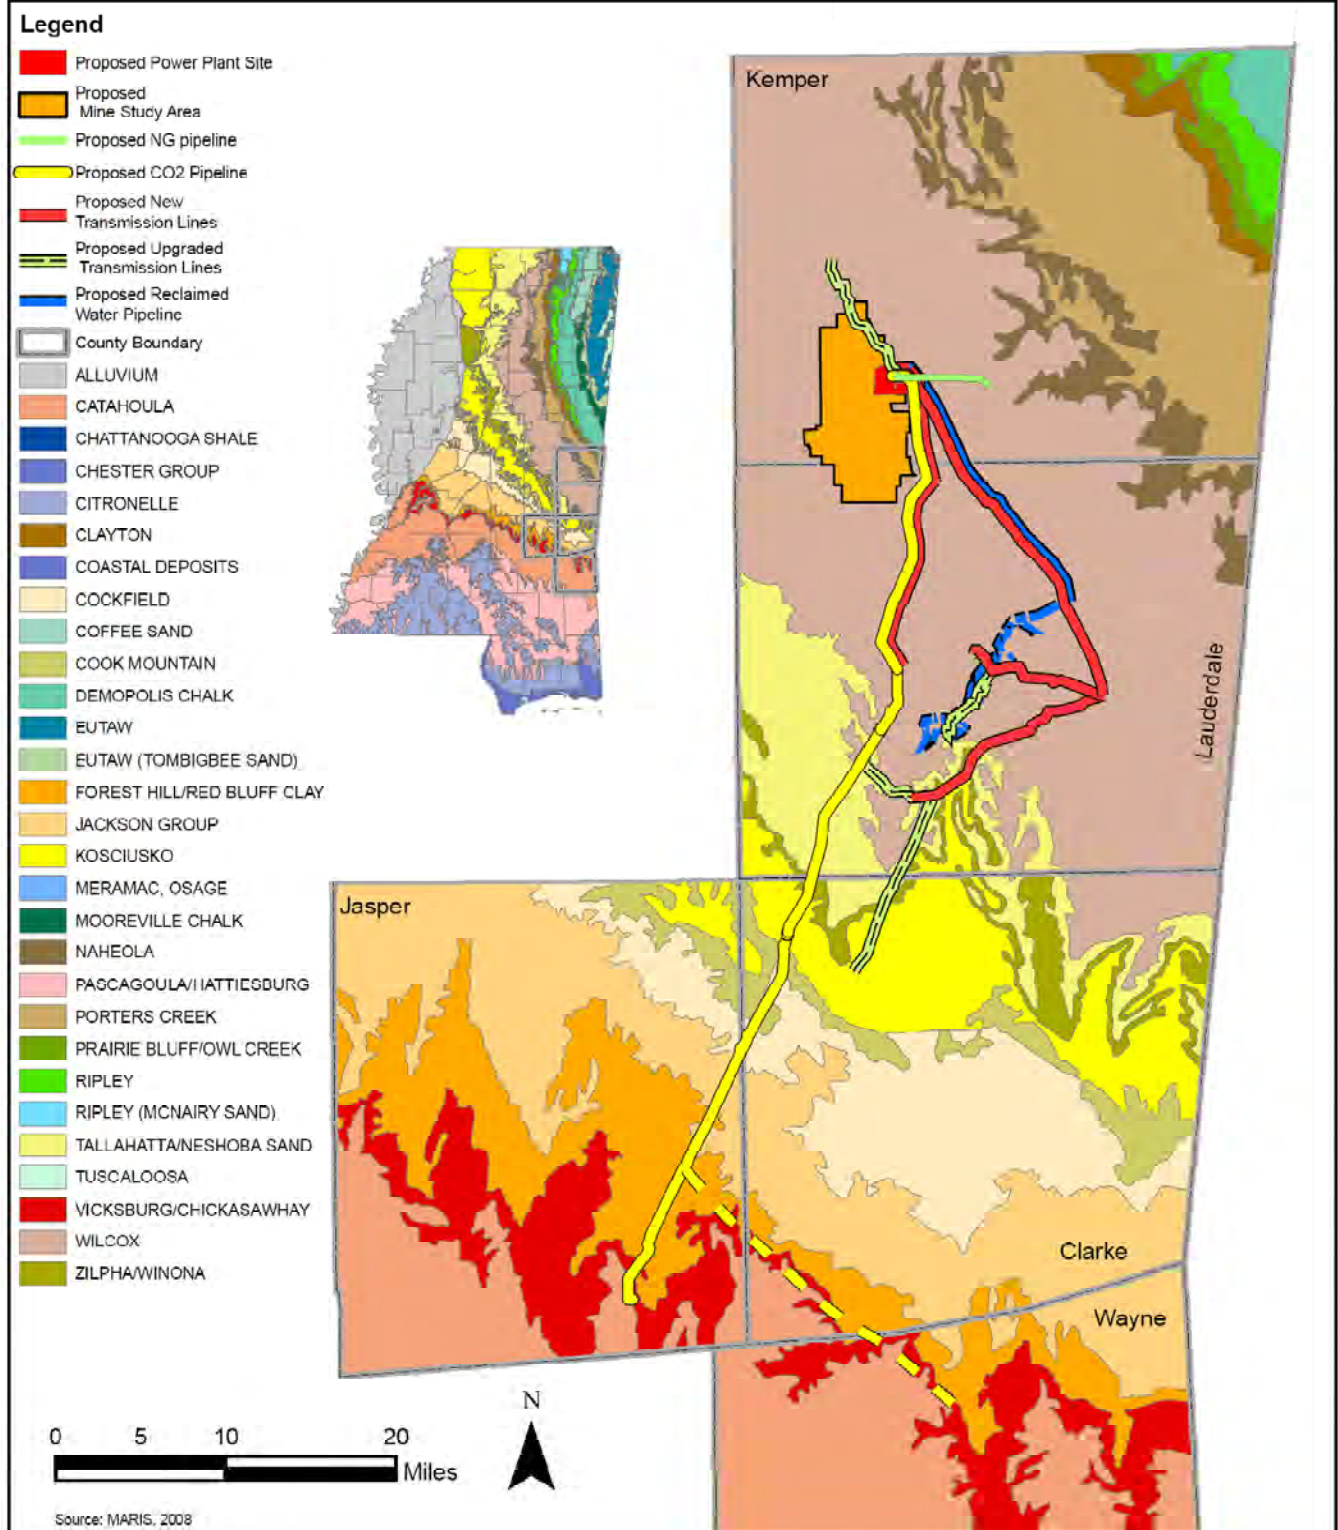 Legend
Proposed Power Plant Site
Proposed
Mine Study Area
Proposed NG pipeline
Proposed CO2 Pipeline
Proposed New
Transmission Lines
Proposed Upgraded
Transmission Lines
Proposed Reclaimed
Water Pipeline
County Boundary
ALLUVIUM
CATAHOULA
CHATTANOOGA SHALE
CHESTER GROUP
CITRONELLE
CLAYTON
COASTAL DEPOSITS
COCKFIELD
COFFEE SAND
COOK MOUNTAIN
DEMOPOLIS CHALK
EUTAW
EUTAW (TOMBIGBEE SAND)
FOREST HILL/RED BLUFF CLAY
JACKSON GROUP
KOSCIUSKO
MERAMAC, OSAGE
MOOREVILLE CHALK
NAHEOLA
PASCAGOULA/HATTIESBURG
PORTERS CREEK
PRAIRIE BLUFF/OWL CREEK
RIPLEY
RIPLEY (MCNAIRY SAND)
TALLAHATTA/NESHOBA SAND
TUSCALOOSA
VICKSBURG/CHICKASAWHAY
WILCOX
ZILPHA/WINONA
Kemper
Lauderdale
Jasper
Clarke
Wayne
N
0 5 10 20
Miles
Source: MARIS, 2008